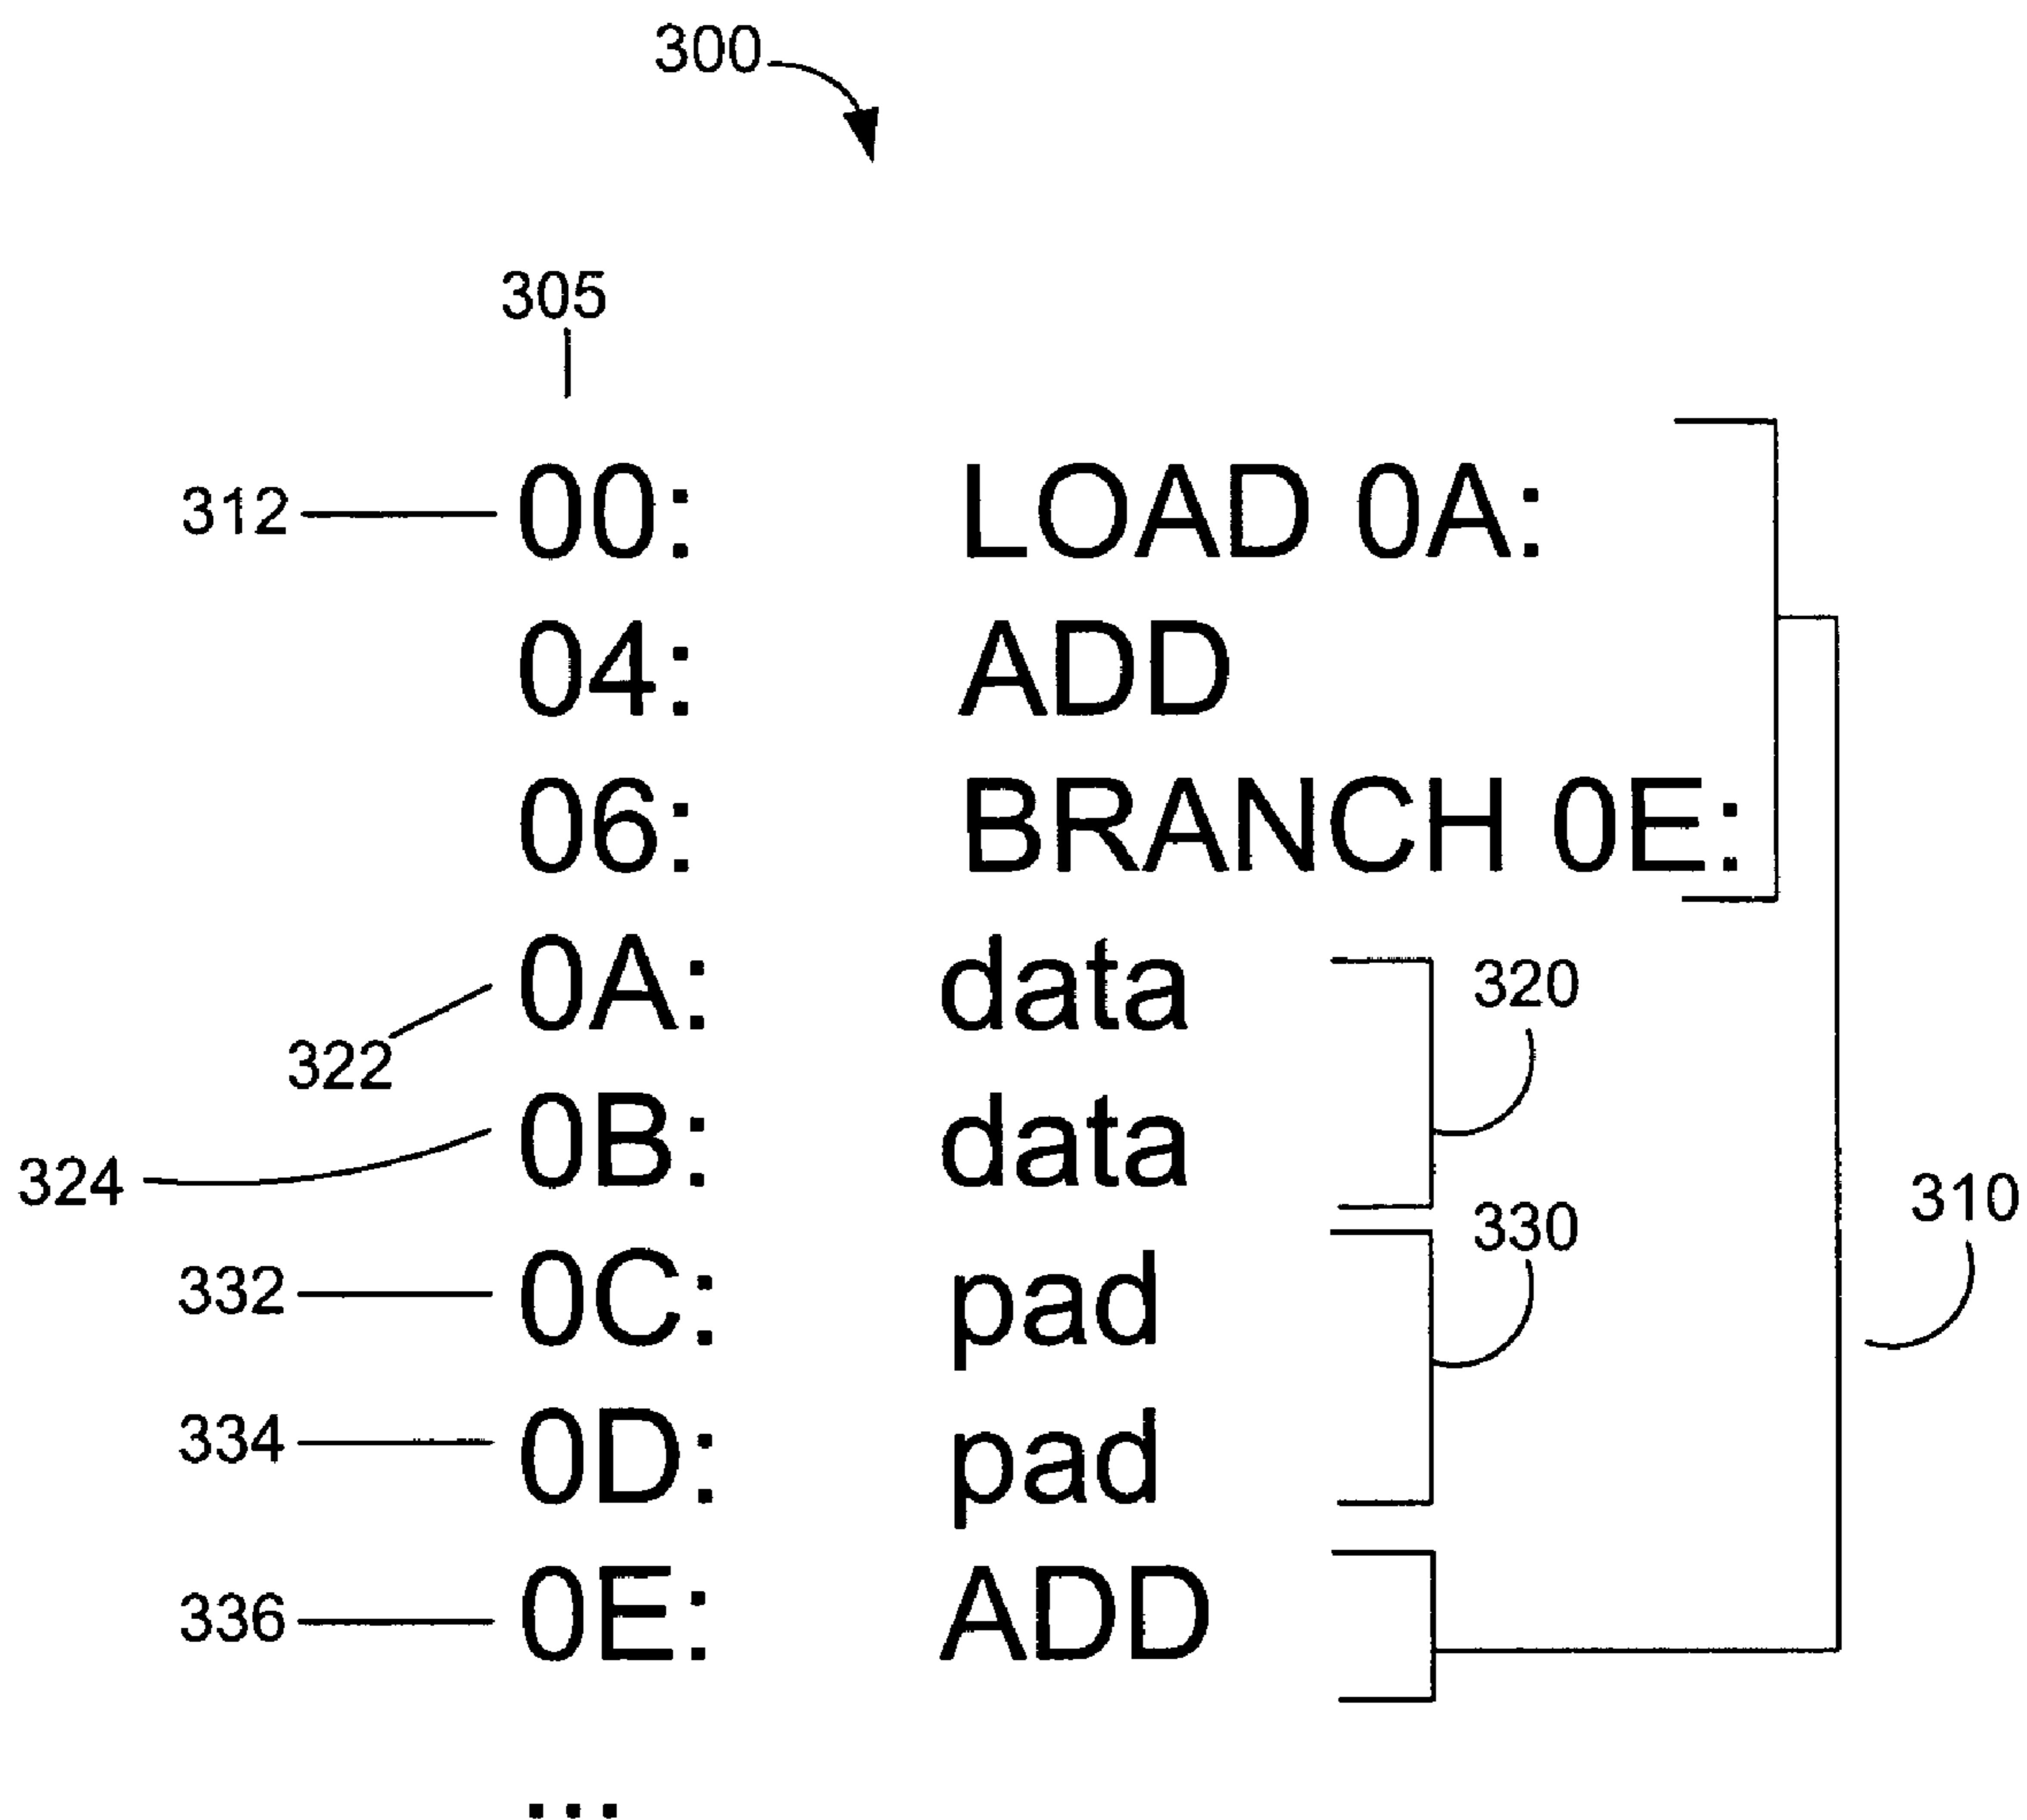 300
305
312 00: LOAD 0A:
04: ADD
06: BRANCH 0E:
0A: data 320
322
0B: data
324
310
330
332 0C: pad
334 0D: pad
336 0E: ADD
...